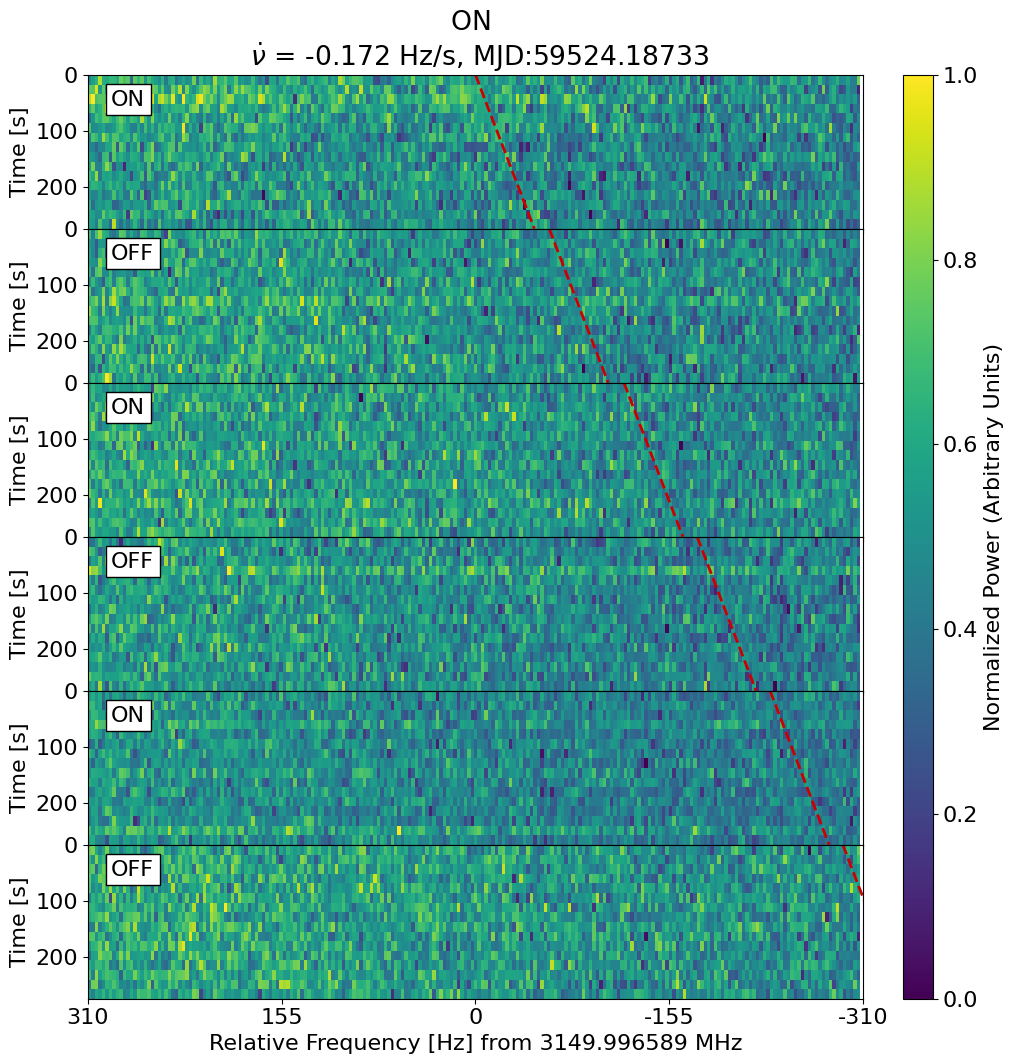 ON
ν̇ = -0.172 Hz/s, MJD:59524.18733
0
100
200
Time [s]
ON
0
100
200
Time [s]
OFF
0
100
200
Time [s]
ON
0
100
200
Time [s]
OFF
0
100
200
Time [s]
ON
0
100
200
Time [s]
OFF
310 155 0 -155 -310
Relative Frequency [Hz] from 3149.996589 MHz
1.0
0.8
0.6
0.4
0.2
0.0
Normalized Power (Arbitrary Units)